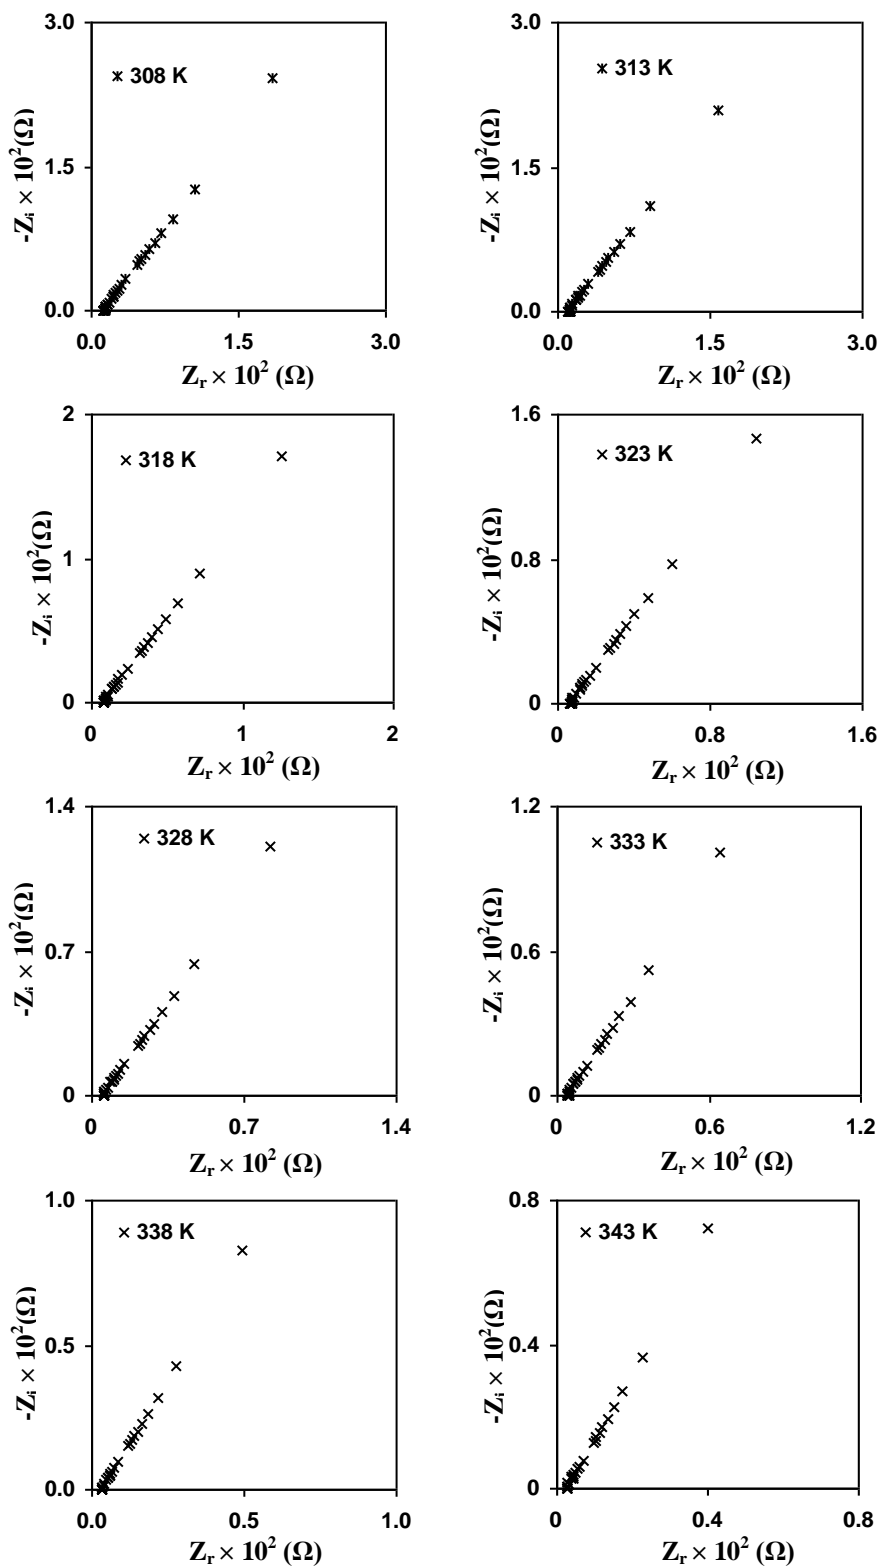 3.0
308 K
1.5
0.0
0.0 1.5 3.0
-Zᵢ × 10²(Ω)
Zᵣ × 10² (Ω)
3.0
313 K
1.5
0.0
0.0 1.5 3.0
-Zᵢ × 10²(Ω)
Zᵣ × 10² (Ω)
2
318 K
1
0
0 1 2
-Zᵢ × 10²(Ω)
Zᵣ × 10² (Ω)
1.6
323 K
0.8
0
0 0.8 1.6
-Zᵢ × 10²(Ω)
Zᵣ × 10² (Ω)
1.4
328 K
0.7
0
0 0.7 1.4
-Zᵢ × 10²(Ω)
Zᵣ × 10² (Ω)
1.2
333 K
0.6
0
0 0.6 1.2
-Zᵢ × 10²(Ω)
Zᵣ × 10² (Ω)
1.0
338 K
0.5
0.0
0.0 0.5 1.0
-Zᵢ × 10²(Ω)
Zᵣ × 10² (Ω)
0.8
343 K
0.4
0
0 0.4 0.8
-Zᵢ × 10²(Ω)
Zᵣ × 10² (Ω)